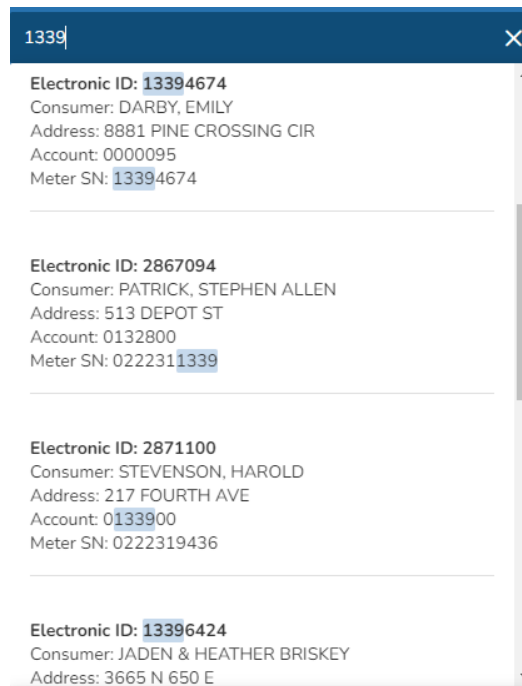 1339
Electronic ID: 13394674
Consumer: DARBY, EMILY
Address: 8881 PINE CROSSING CIR
Account: 0000095
Meter SN: 13394674
Electronic ID: 2867094
Consumer: PATRICK, STEPHEN ALLEN
Address: 513 DEPOT ST
Account: 0132800
Meter SN: 0222311339
Electronic ID: 2871100
Consumer: STEVENSON, HAROLD
Address: 217 FOURTH AVE
Account: 0133900
Meter SN: 0222319436
Electronic ID: 13396424
Consumer: JADEN & HEATHER BRISKEY
Address: 3665 N 650 E